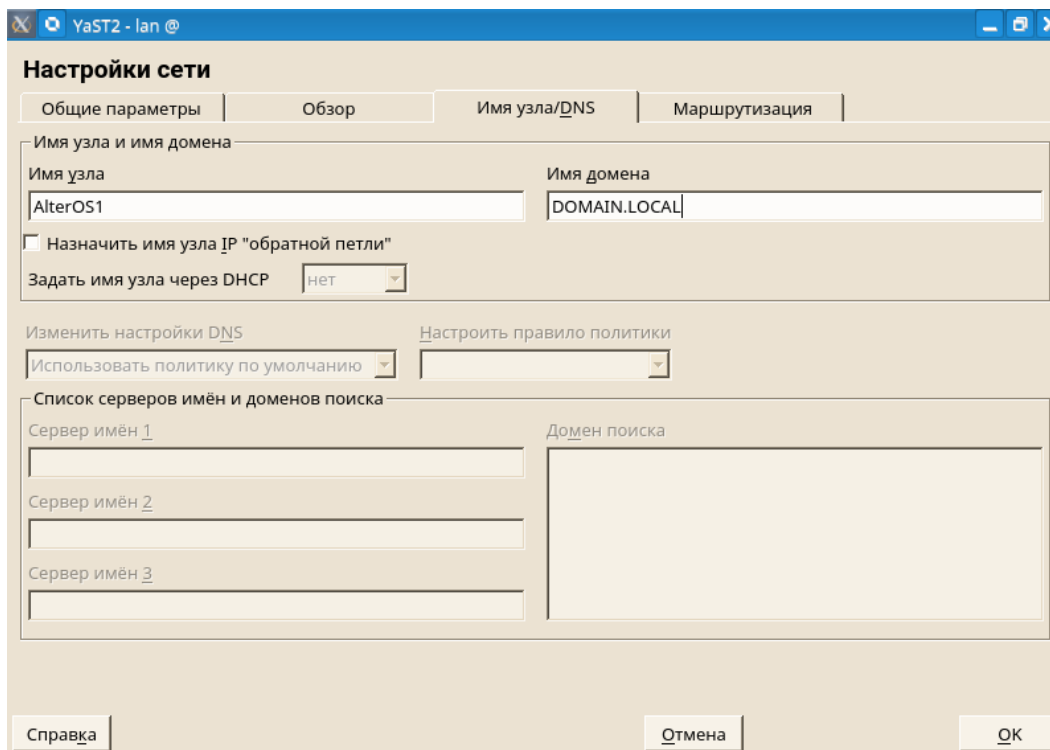 YaST2 - lan @
Настройки сети
Общие параметры Обзор Имя узла/DNS Маршрутизация
Имя узла и имя домена
Имя узла Имя домена
AlterOS1 DOMAIN.LOCAL
Назначить имя узла IP "обратной петли"
Задать имя узла через DHCP нет
Изменить настройки DNS Настроить правило политики
Использовать политику по умолчанию
Список серверов имён и доменов поиска
Сервер имён 1 Домен поиска
Сервер имён 2
Сервер имён 3
Справка Отмена OK